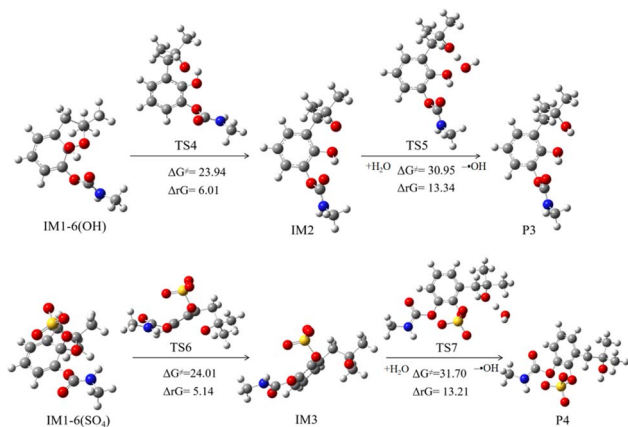 TS4
ΔG≠= 23.94
ΔrG= 6.01
TS5
+H₂O ΔG≠= 30.95 −•OH
ΔrG= 13.34
IM1-6(OH)
IM2
P3
TS6
ΔG≠=24.01
ΔrG= 5.14
TS7
+H₂O ΔG≠=31.70 −•OH
ΔrG= 13.21
IM1-6(SO₄)
IM3
P4